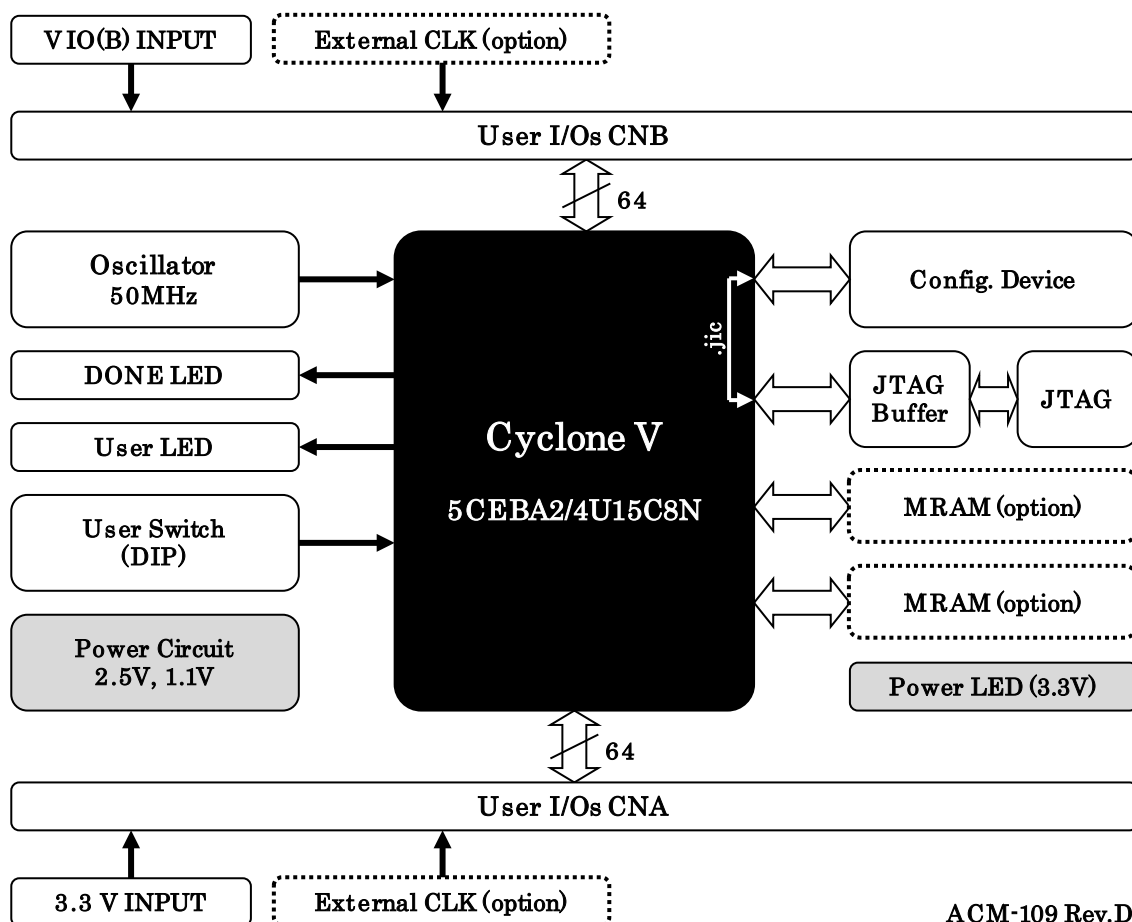 VIO(B) INPUT
External CLK (option)
User I/Os CNB
64
Oscillator
50MHz
Config. Device
.jic
DONE LED
JTAG
Buffer
JTAG
User LED
Cyclone V
5CEBA2/4U15C8N
MRAM (option)
User Switch
(DIP)
MRAM (option)
Power Circuit
2.5V, 1.1V
Power LED (3.3V)
64
User I/Os CNA
3.3 V INPUT
External CLK (option)
ACM-109 Rev.D